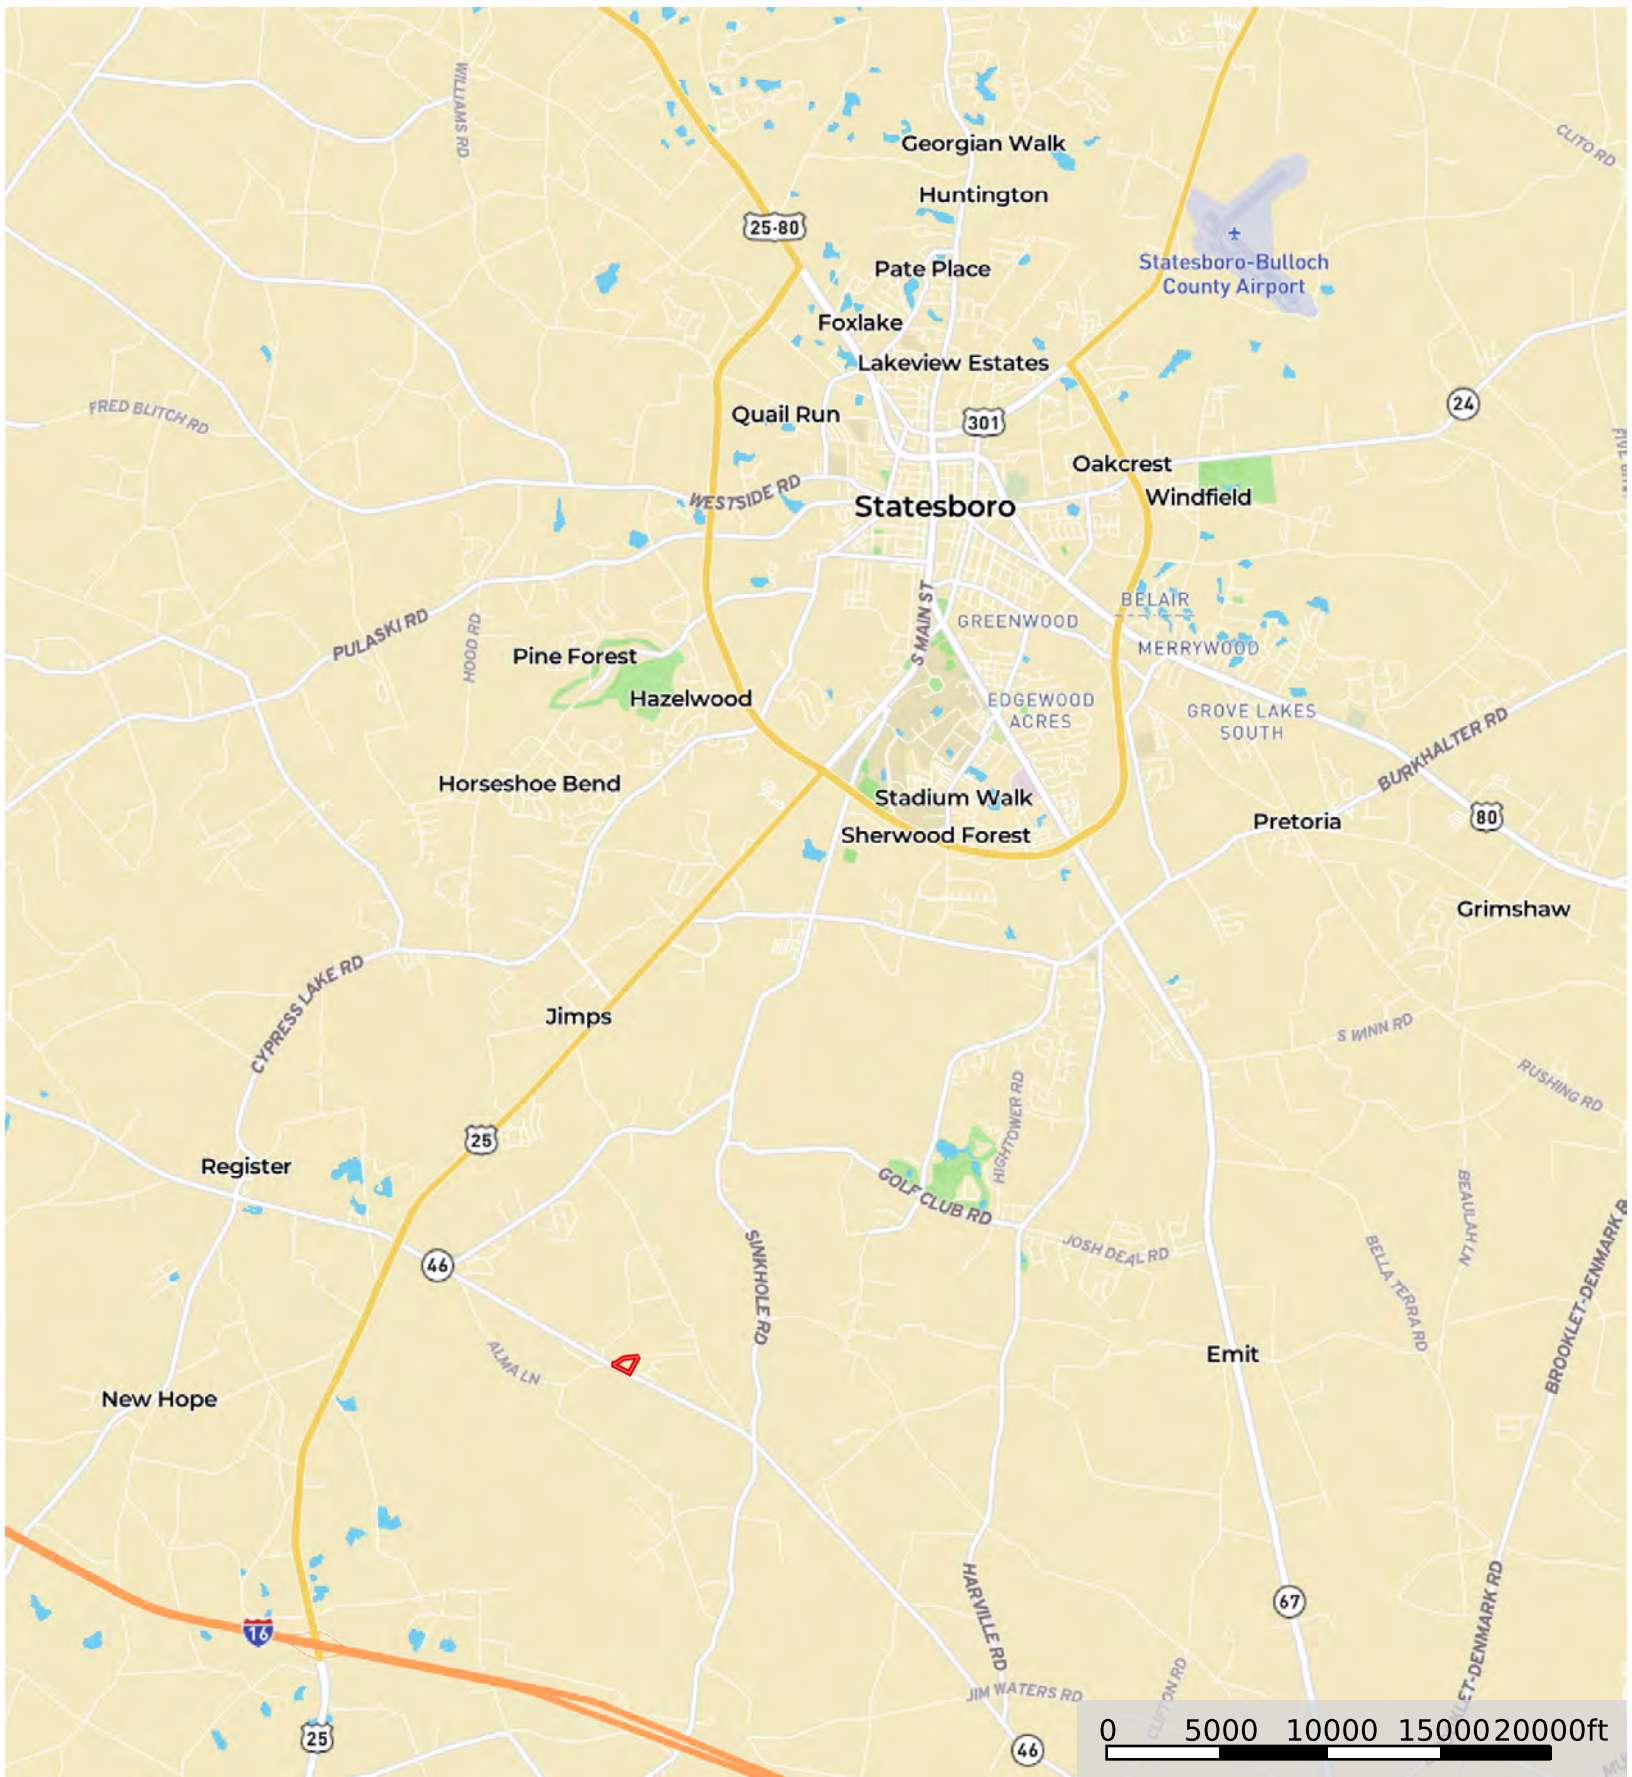 WILLIAMS RD
CLITO RD
Georgian Walk
Huntington
25-80
Statesboro-Bulloch
County Airport
Pate Place
Foxlake
Lakeview Estates
FRED BLITCH RD
Quail Run
301
24
Oakcrest
WESTSIDE RD
Windfield
Statesboro
BELAIR
GREENWOOD
S MAIN ST
PULASKI RD
HOOD RD
MERRYWOOD
Pine Forest
Hazelwood
EDGEWOOD
ACRES
GROVE LAKES
SOUTH
BURKHALTER RD
Horseshoe Bend
Stadium Walk
Sherwood Forest
Pretoria
80
Grimshaw
CYPRESS LAKE RD
Jimps
S WINN RD
RUSHING RD
HIGHTOWER RD
25
Register
GOLF CLUB RD
BEAULAH LN
JOSH DEAL RD
46
SINKHOLE RD
BELLA TERRA RD
BROOKLET-DENMARK R
ALMA LN
Emit
New Hope
16
HARVILLE RD
67
KLET-DENMARK RD
JIM WATERS RD
CLIFTON RD
25
46
0 5000 10000 15000 20000ft